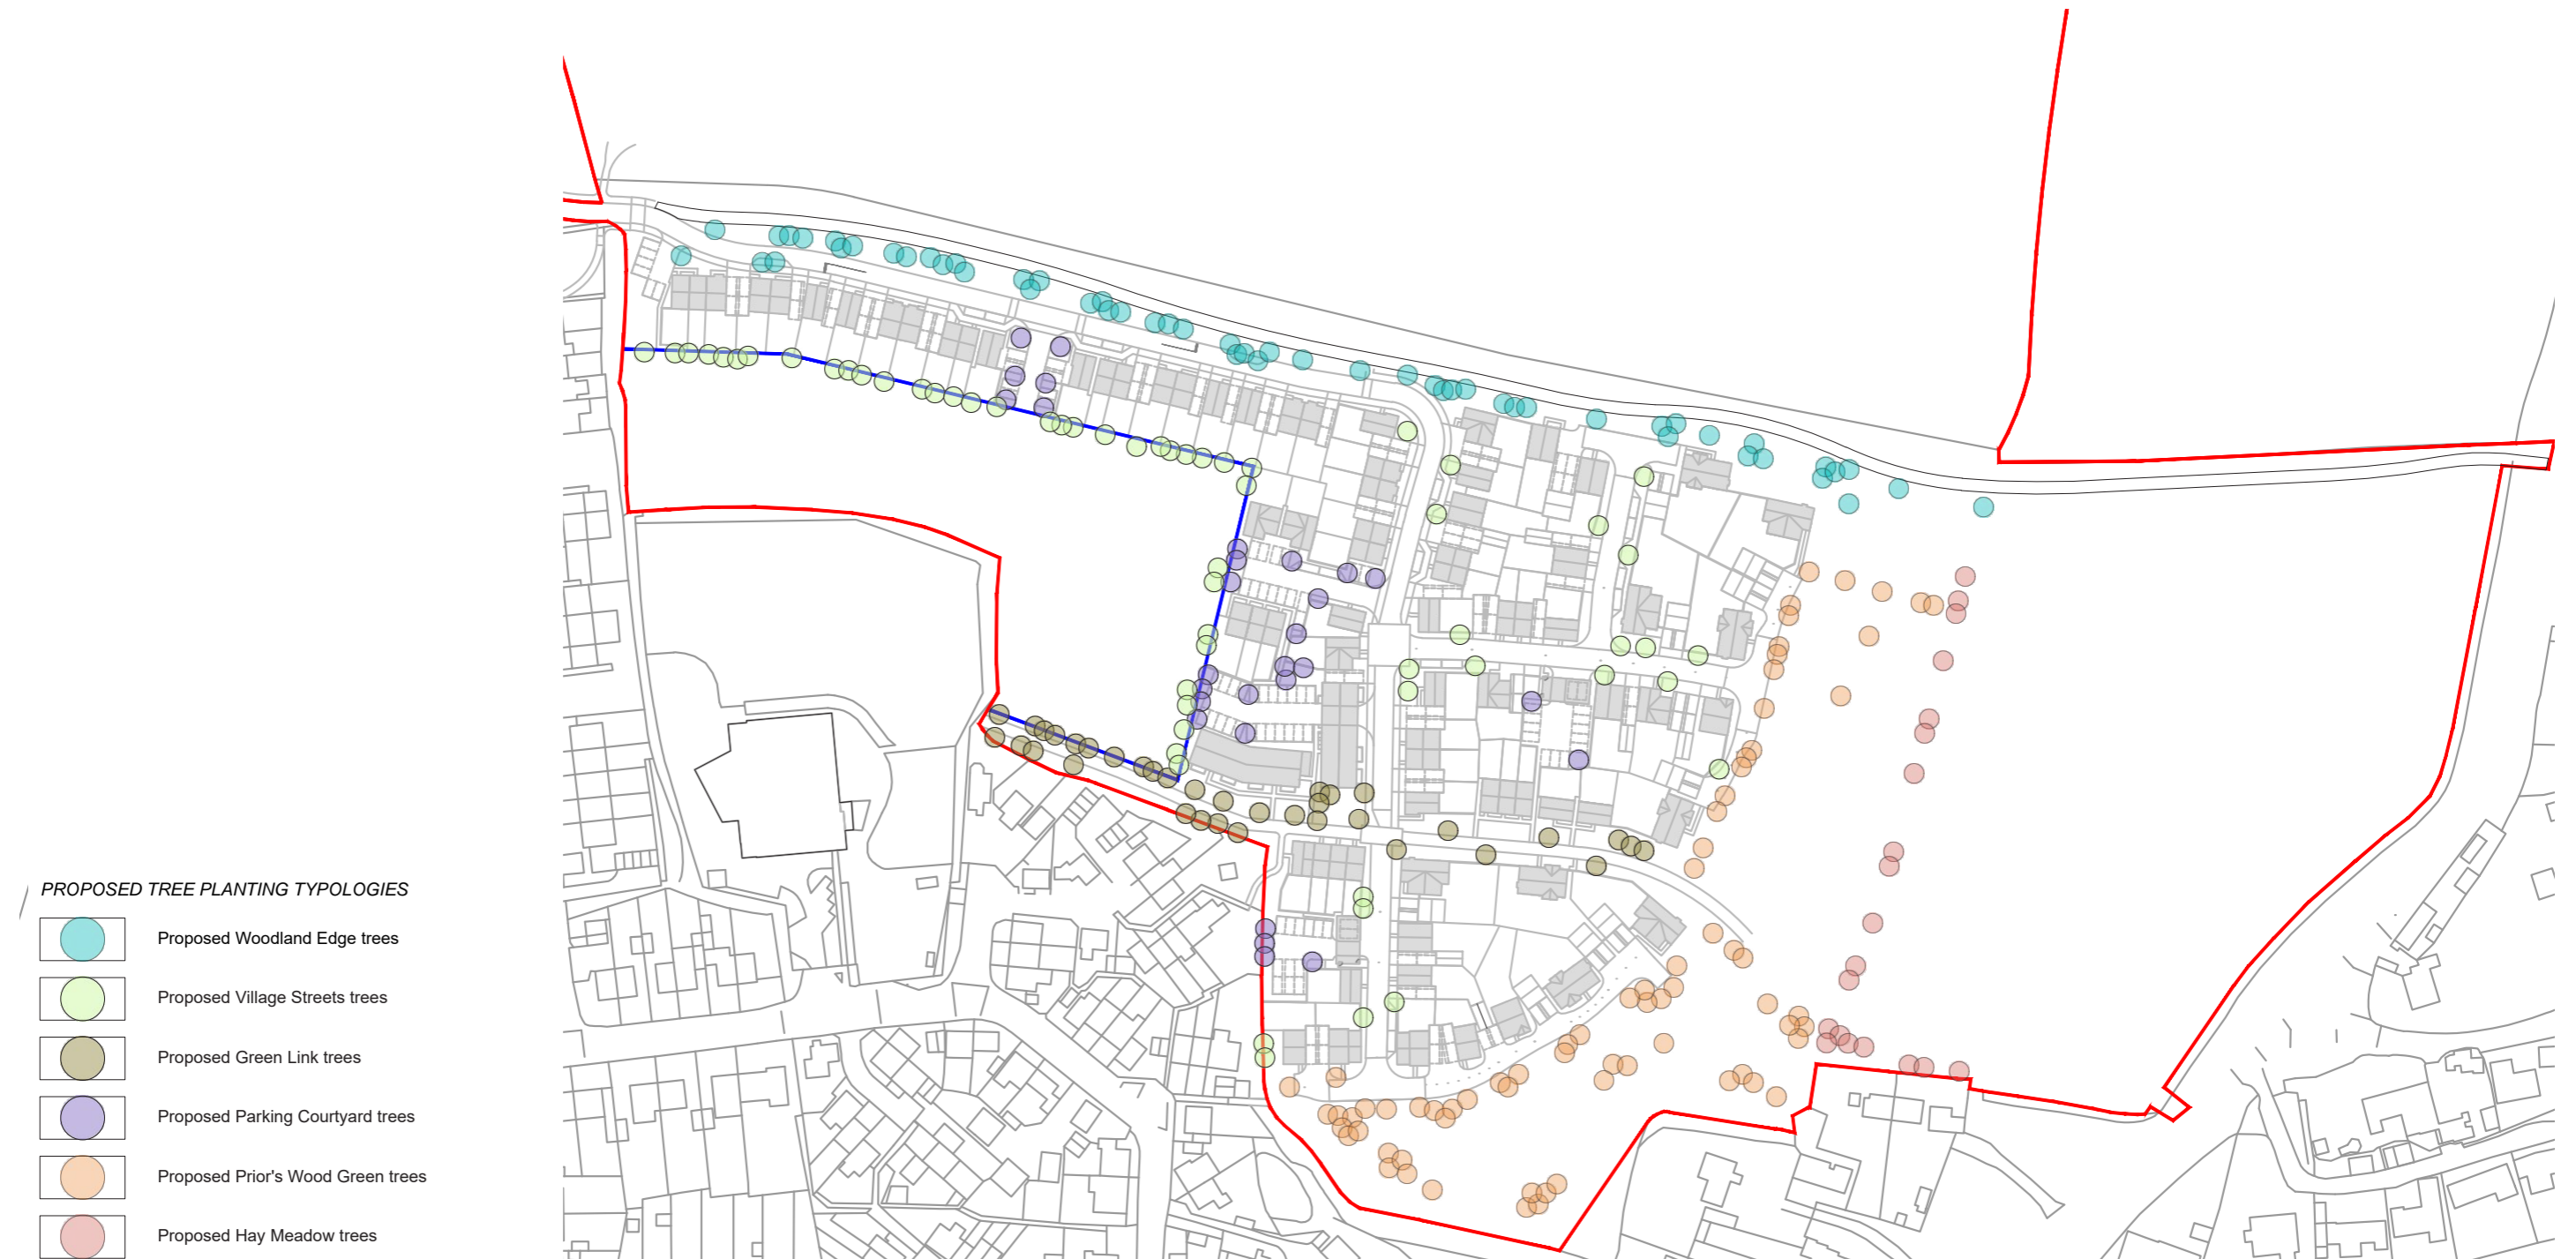 PROPOSED TREE PLANTING TYPOLOGIES
Proposed Woodland Edge trees
Proposed Village Streets trees
Proposed Green Link trees
Proposed Parking Courtyard trees
Proposed Prior's Wood Green trees
Proposed Hay Meadow trees